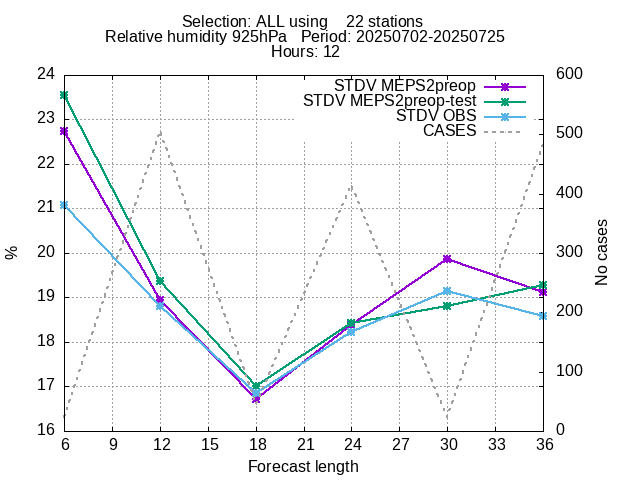 Selection: ALL using    22 stations
Relative humidity 925hPa   Period: 20250702-20250725
Hours: 12
STDV MEPS2preop
STDV MEPS2preop-test
STDV OBS
CASES
24
23
22
21
20
19
18
17
16
600
500
400
300
200
100
0
%
No cases
6 9 12 15 18 21 24 27 30 33 36
Forecast length